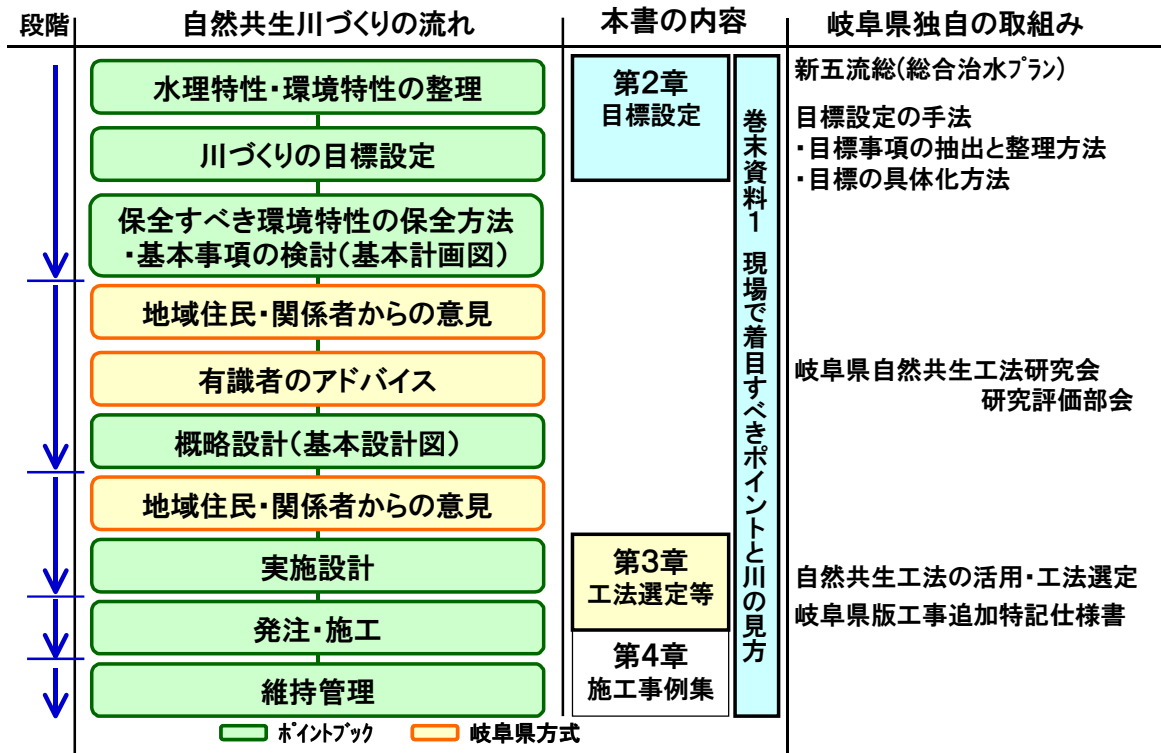 段階
自然共生川づくりの流れ
本書の内容
岐阜県独自の取組み
水理特性・環境特性の整理
川づくりの目標設定
保全すべき環境特性の保全方法
・基本事項の検討(基本計画図)
地域住民・関係者からの意見
有識者のアドバイス
概略設計(基本設計図)
地域住民・関係者からの意見
実施設計
発注・施工
維持管理
ﾎﾟｲﾝﾄﾌﾞｯｸ
岐阜県方式
第2章
目標設定
第3章
工法選定等
第4章
施工事例集
巻末資料1 現場で着目すべきポイントと川の見方
新五流総(総合治水ﾌﾟﾗﾝ)
目標設定の手法
・目標事項の抽出と整理方法
・目標の具体化方法
岐阜県自然共生工法研究会
研究評価部会
自然共生工法の活用・工法選定
岐阜県版工事追加特記仕様書